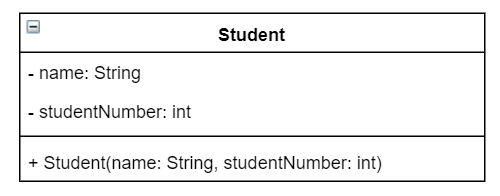 Student
- name: String
- studentNumber: int
+ Student(name: String, studentNumber: int)